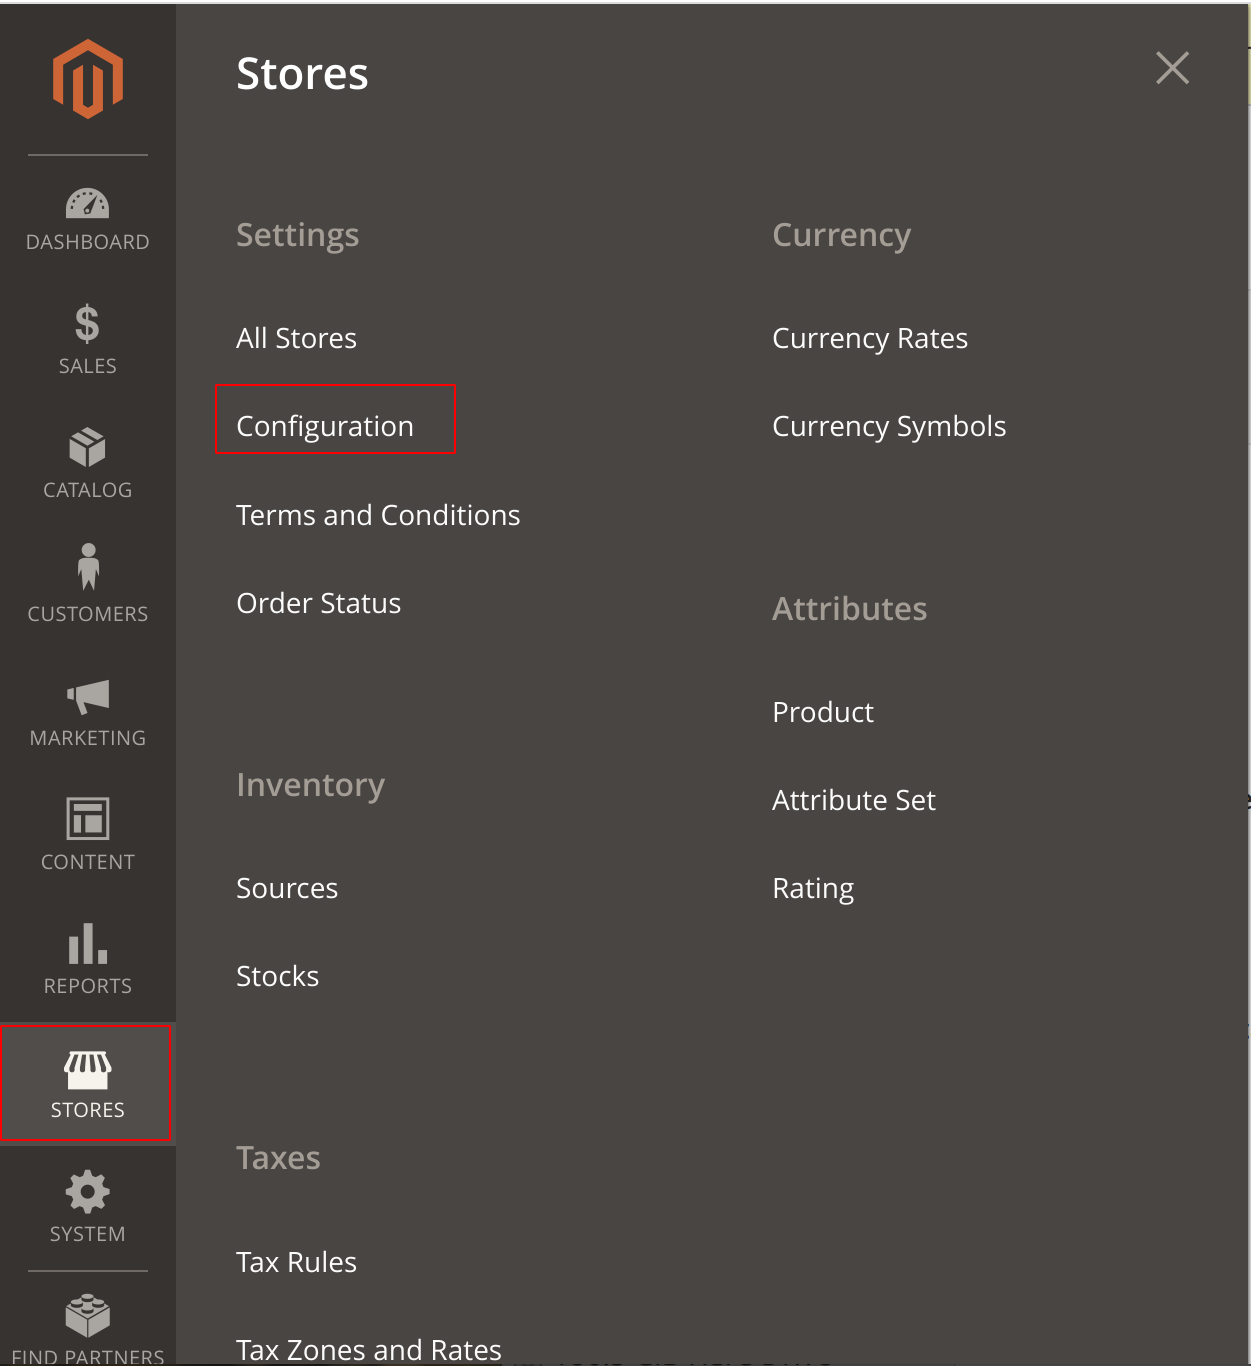 DASHBOARD
SALES
CATALOG
CUSTOMERS
MARKETING
CONTENT
REPORTS
STORES
SYSTEM
FIND PARTNERS
Stores
Settings
All Stores
Configuration
Terms and Conditions
Order Status
Inventory
Sources
Stocks
Taxes
Tax Rules
Tax Zones and Rates
Currency
Currency Rates
Currency Symbols
Attributes
Product
Attribute Set
Rating